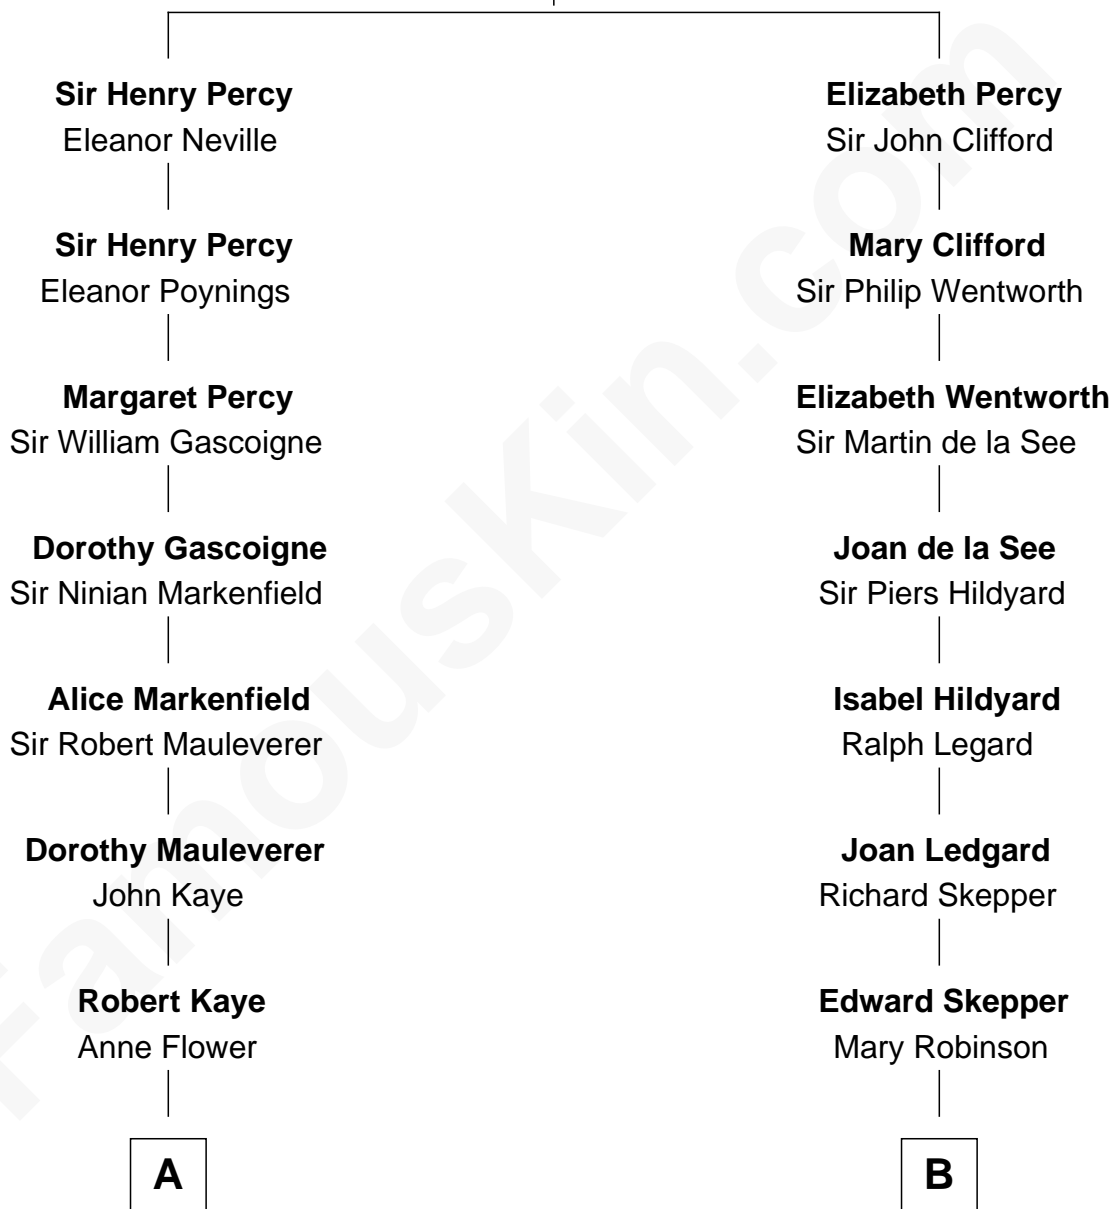 Sir Henry Percy
Eleanor Neville
Sir Henry Percy
Eleanor Poynings
Margaret Percy
Sir William Gascoigne
Dorothy Gascoigne
Sir Ninian Markenfield
Alice Markenfield
Sir Robert Mauleverer
Dorothy Mauleverer
John Kaye
Robert Kaye
Anne Flower
A
Elizabeth Percy
Sir John Clifford
Mary Clifford
Sir Philip Wentworth
Elizabeth Wentworth
Sir Martin de la See
Joan de la See
Sir Piers Hildyard
Isabel Hildyard
Ralph Legard
Joan Ledgard
Richard Skepper
Edward Skepper
Mary Robinson
B
FamousKin.com